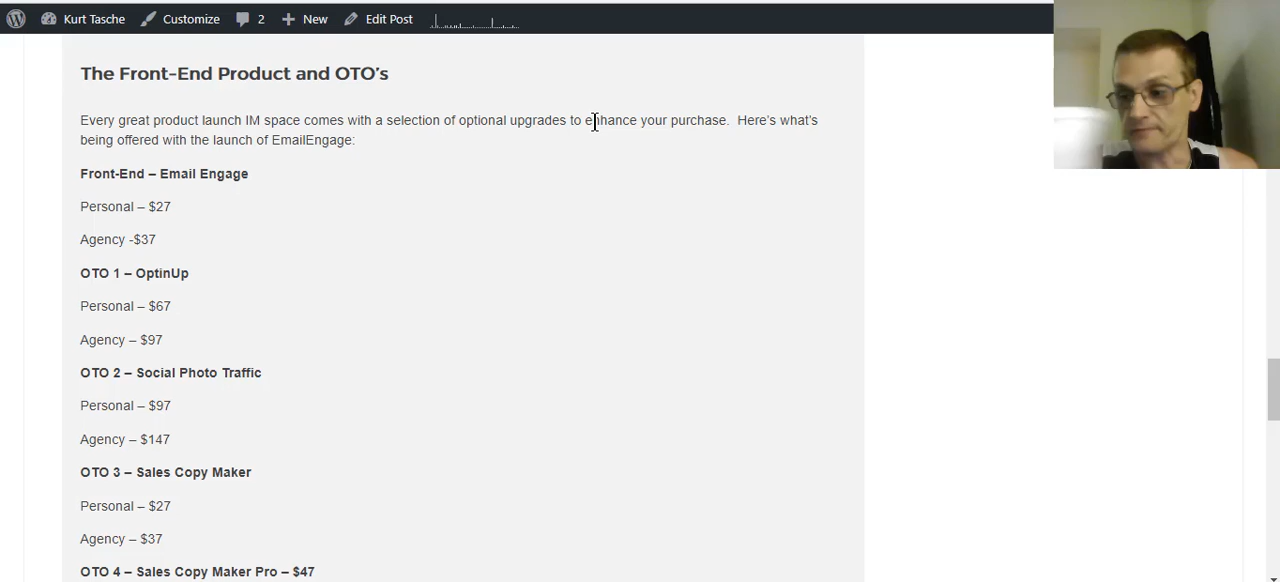 Kurt Tasche Customize 2 New Edit Post
The Front-End Product and OTO's
Every great product launch IM space comes with a selection of optional upgrades to enhance your purchase.  Here's what's
being offered with the launch of EmailEngage:
Front-End – Email Engage
Personal – $27
Agency -$37
OTO 1 – OptinUp
Personal – $67
Agency – $97
OTO 2 – Social Photo Traffic
Personal – $97
Agency – $147
OTO 3 – Sales Copy Maker
Personal – $27
Agency – $37
OTO 4 – Sales Copy Maker Pro – $47